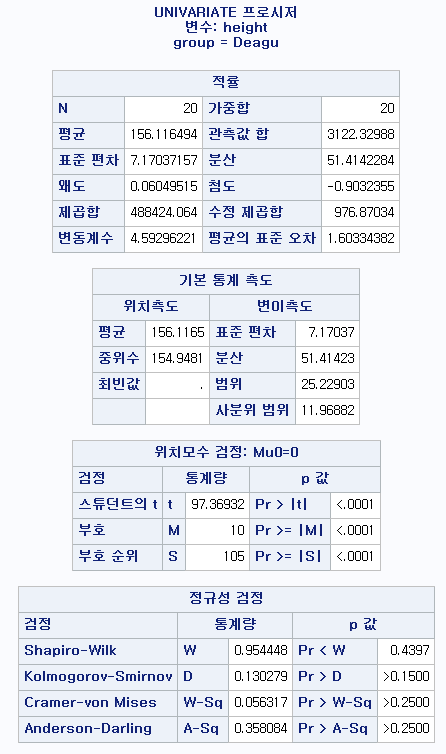 UNIVARIATE 프로시저
변수: height
group = Deagu
적률
N 20 가중합 20
평균 156.116494 관측값 합 3122.32988
표준 편차 7.17037157 분산 51.4142284
왜도 0.06049515 첨도 -0.9032355
제곱합 488424.064 수정 제곱합 976.87034
변동계수 4.59296221 평균의 표준 오차 1.60334382
기본 통계 측도
위치측도 변이측도
평균 156.1165 표준 편차 7.17037
중위수 154.9481 분산 51.41423
최빈값 . 범위 25.22903
사분위 범위 11.96882
위치모수 검정: Mu0=0
검정 통계량 p 값
스튜던트의 t t 97.36932 Pr > |t| <.0001
부호 M 10 Pr >= |M| <.0001
부호 순위 S 105 Pr >= |S| <.0001
정규성 검정
검정 통계량 p 값
Shapiro-Wilk W 0.954448 Pr < W 0.4397
Kolmogorov-Smirnov D 0.130279 Pr > D >0.1500
Cramer-von Mises W-Sq 0.056317 Pr > W-Sq >0.2500
Anderson-Darling A-Sq 0.358084 Pr > A-Sq >0.2500